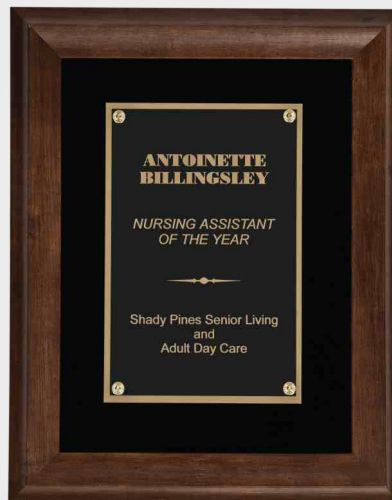 ANTOINETTE
BILLINGSLEY
NURSING ASSISTANT
OF THE YEAR
Shady Pines Senior Living
and
Adult Day Care